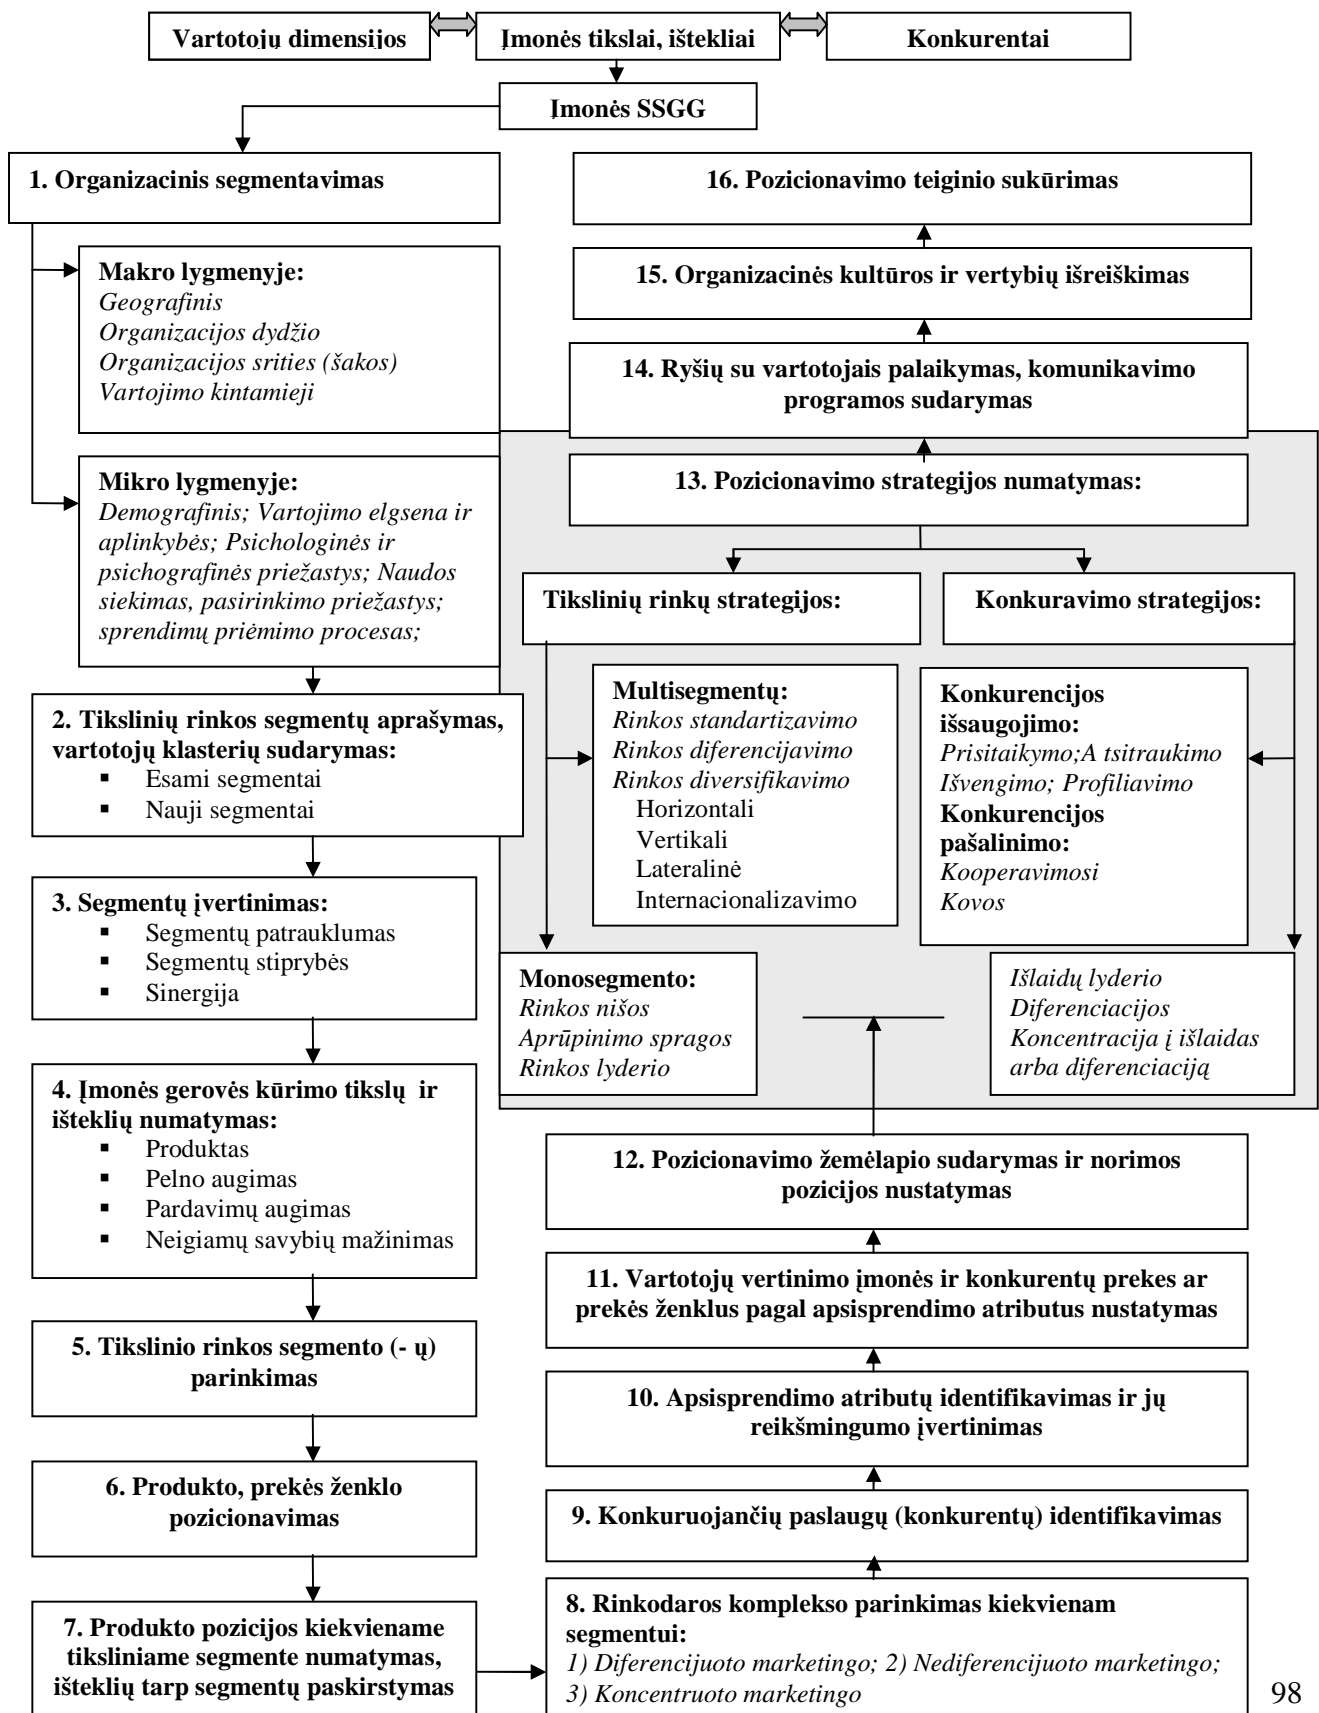 Vartotojų dimensijos
Įmonės tikslai, ištekliai
Konkurentai
Įmonės SSGG
1. Organizacinis segmentavimas
Makro lygmenyje:
Geografinis
Organizacijos dydžio
Organizacijos srities (šakos)
Vartojimo kintamieji
Mikro lygmenyje:
Demografinis; Vartojimo elgsena ir
aplinkybės; Psichologinės ir
psichografinės priežastys; Naudos
siekimas, pasirinkimo priežastys;
sprendimų priėmimo procesas;
2. Tikslinių rinkos segmentų aprašymas,
vartotojų klasterių sudarymas:
▪ Esami segmentai
▪ Nauji segmentai
3. Segmentų įvertinimas:
▪ Segmentų patrauklumas
▪ Segmentų stiprybės
▪ Sinergija
4. Įmonės gerovės kūrimo tikslų ir
išteklių numatymas:
▪ Produktas
▪ Pelno augimas
▪ Pardavimų augimas
▪ Neigiamų savybių mažinimas
5. Tikslinio rinkos segmento (- ų)
parinkimas
6. Produkto, prekės ženklo
pozicionavimas
7. Produkto pozicijos kiekviename
tiksliniame segmente numatymas,
išteklių tarp segmentų paskirstymas
8. Rinkodaros komplekso parinkimas kiekvienam
segmentui:
1) Diferencijuoto marketingo; 2) Nediferencijuoto marketingo;
3) Koncentruoto marketingo
9. Konkuruojančių paslaugų (konkurentų) identifikavimas
10. Apsisprendimo atributų identifikavimas ir jų
reikšmingumo įvertinimas
11. Vartotojų vertinimo įmonės ir konkurentų prekes ar
prekės ženklus pagal apsisprendimo atributus nustatymas
12. Pozicionavimo žemėlapio sudarymas ir norimos
pozicijos nustatymas
13. Pozicionavimo strategijos numatymas:
Tikslinių rinkų strategijos:
Multisegmentų:
Rinkos standartizavimo
Rinkos diferencijavimo
Rinkos diversifikavimo
Horizontali
Vertikali
Lateralinė
Internacionalizavimo
Monosegmento:
Rinkos nišos
Aprūpinimo spragos
Rinkos lyderio
Konkuravimo strategijos:
Konkurencijos
išsaugojimo:
Prisitaikymo;A tsitraukimo
Išvengimo; Profiliavimo
Konkurencijos
pašalinimo:
Kooperavimosi
Kovos
Išlaidų lyderio
Diferenciacijos
Koncentracija į išlaidas
arba diferenciaciją
14. Ryšių su vartotojais palaikymas, komunikavimo
programos sudarymas
15. Organizacinės kultūros ir vertybių išreiškimas
16. Pozicionavimo teiginio sukūrimas
98